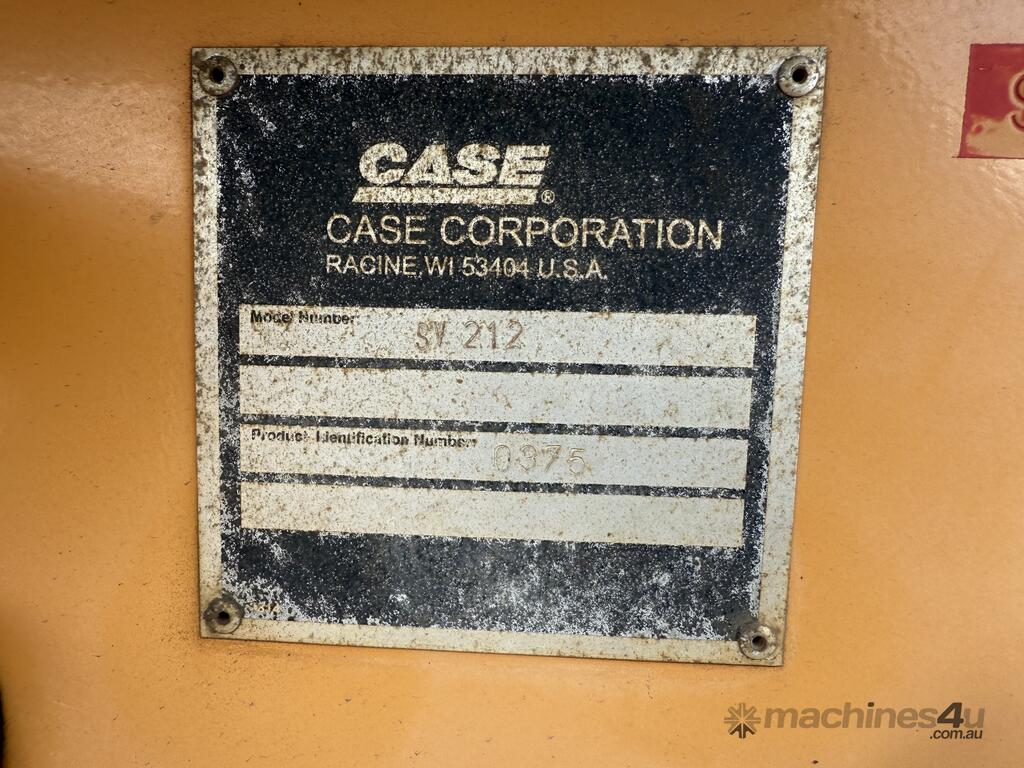 CASE®
CASE CORPORATION
RACINE, WI 53404 U.S.A.
Model Number
SV 212
Product Identification Number
0375
machines4u
.com.au